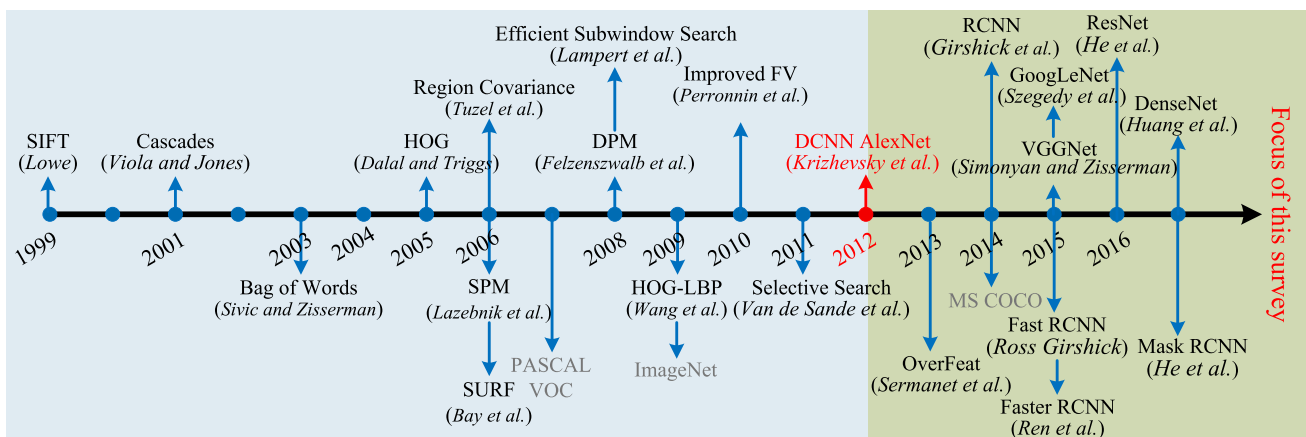 Efficient Subwindow Search
(Lampert et al.)
RCNN
(Girshick et al.)
ResNet
(He et al.)
Region Covariance
(Tuzel et al.)
Improved FV
(Perronnin et al.)
GoogLeNet
(Szegedy et al.)
SIFT
(Lowe)
Cascades
(Viola and Jones)
HOG
(Dalal and Triggs)
DPM
(Felzenszwalb et al.)
DCNN AlexNet
(Krizhevsky et al.)
VGGNet
(Simonyan and Zisserman)
DenseNet
(Huang et al.)
Focus of this survey
1999
2001
2003
2004
2005
2006
2008
2009
2010
2011
2012
2013
2014
2015
2016
Bag of Words
(Sivic and Zisserman)
SPM
(Lazebnik et al.)
HOG-LBP
(Wang et al.)
Selective Search
(Van de Sande et al.)
MS COCO
Fast RCNN
(Ross Girshick)
Mask RCNN
(He et al.)
PASCAL
VOC
ImageNet
OverFeat
(Sermanet et al.)
SURF
(Bay et al.)
Faster RCNN
(Ren et al.)